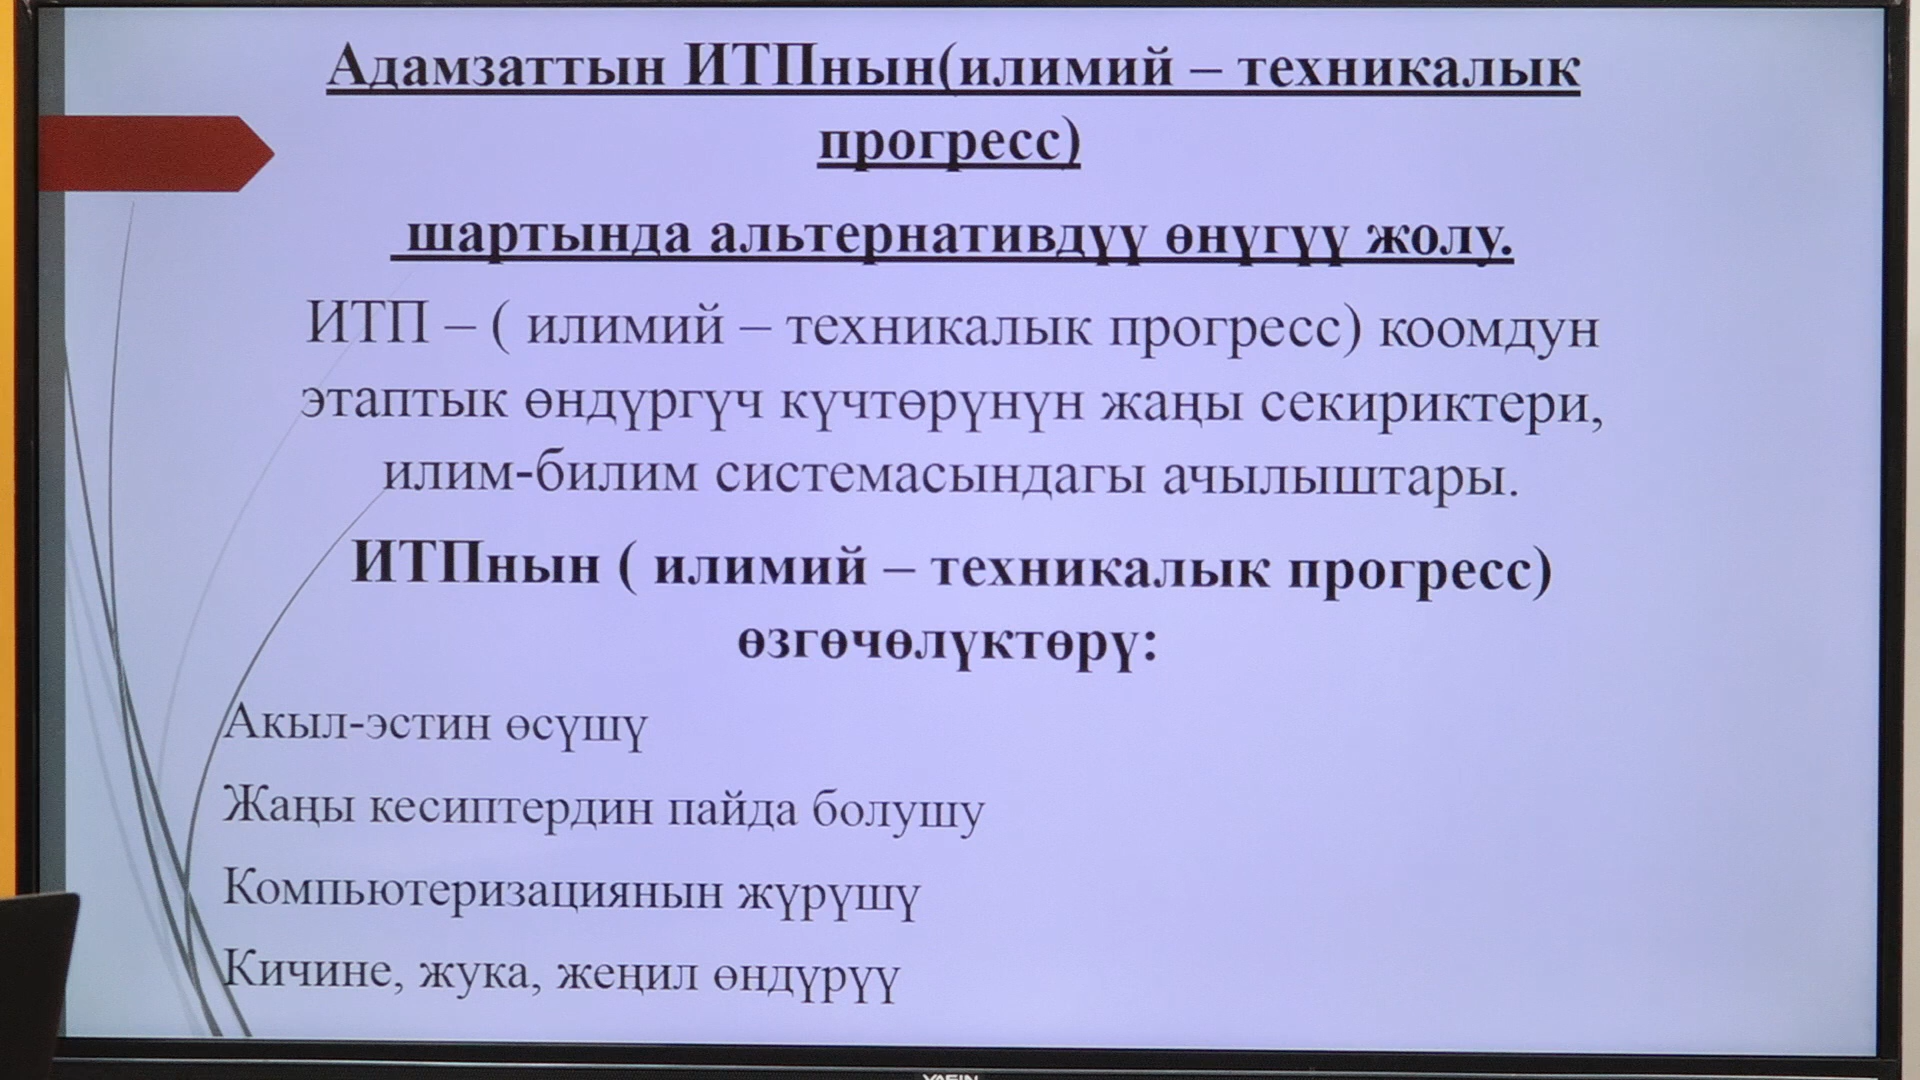 Адамзаттын ИТПнын(илимий – техникалык
прогресс)
шартында альтернативдүү өнүгүү жолу.
ИТП – ( илимий – техникалык прогресс) коомдун
этаптык өндүргүч күчтөрүнүн жаңы секириктери,
илим-билим системасындагы ачылыштары.
ИТПнын ( илимий – техникалык прогресс)
өзгөчөлүктөрү:
Акыл-эстин өсүшү
Жаңы кесиптердин пайда болушу
Компьютеризациянын жүрүшү
Кичине, жука, жеңил өндүрүү